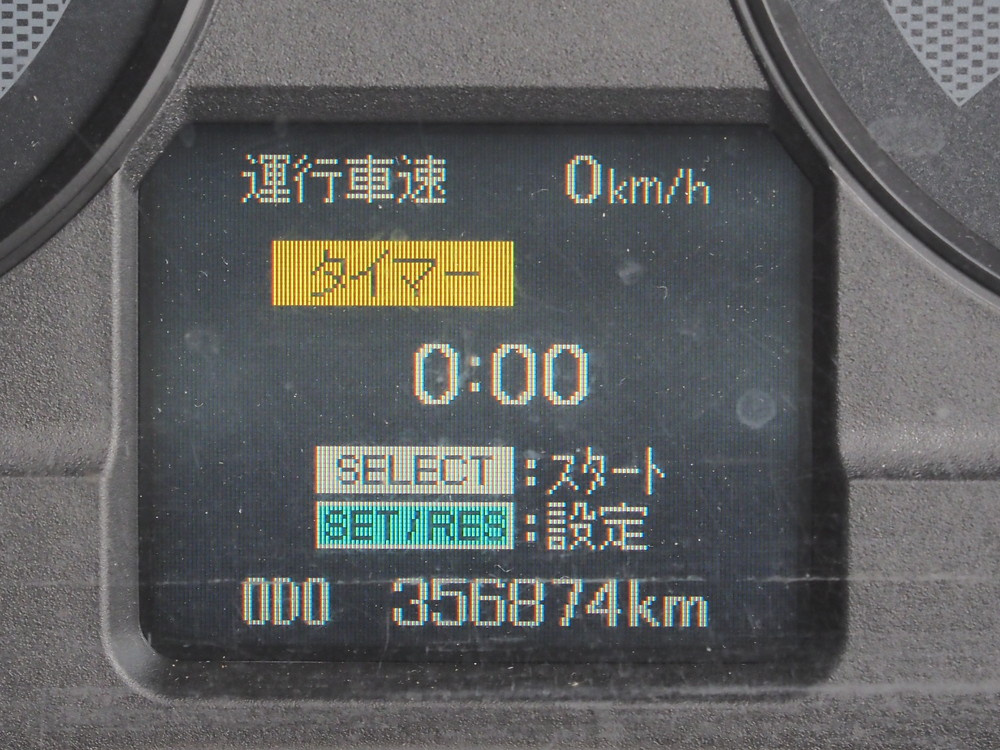 運行車速 0km/h
タイマー
0:00
SELECT :スタート
SET/RES :設定
ODO 356874km